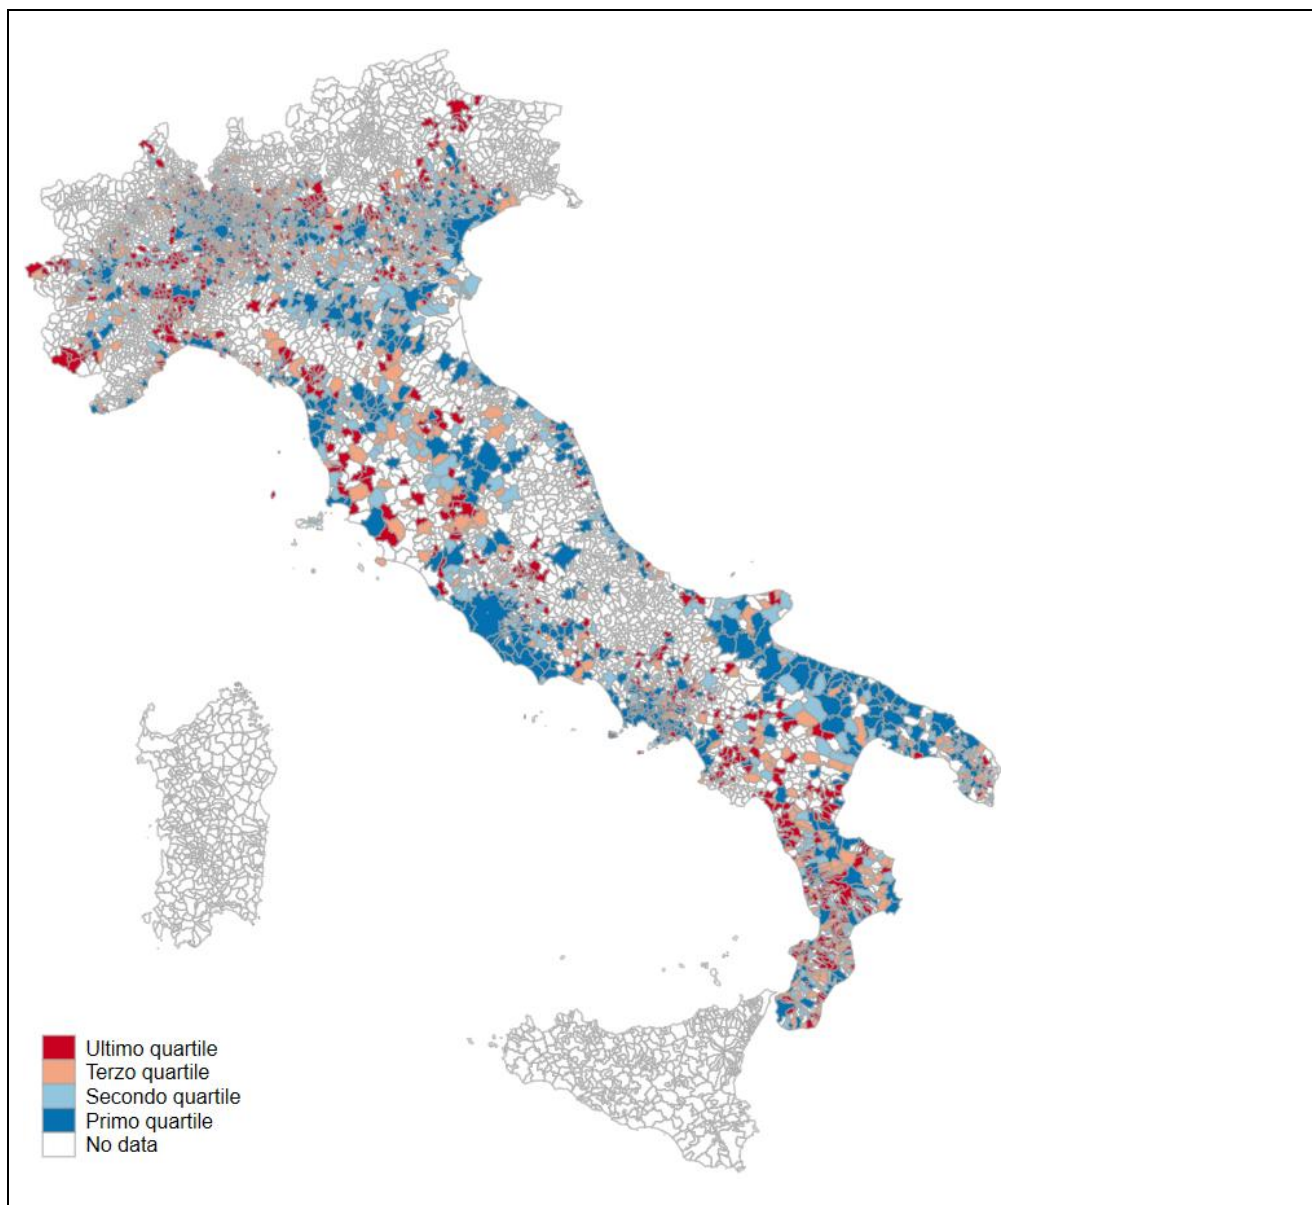 Ultimo quartile
Terzo quartile
Secondo quartile
Primo quartile
No data